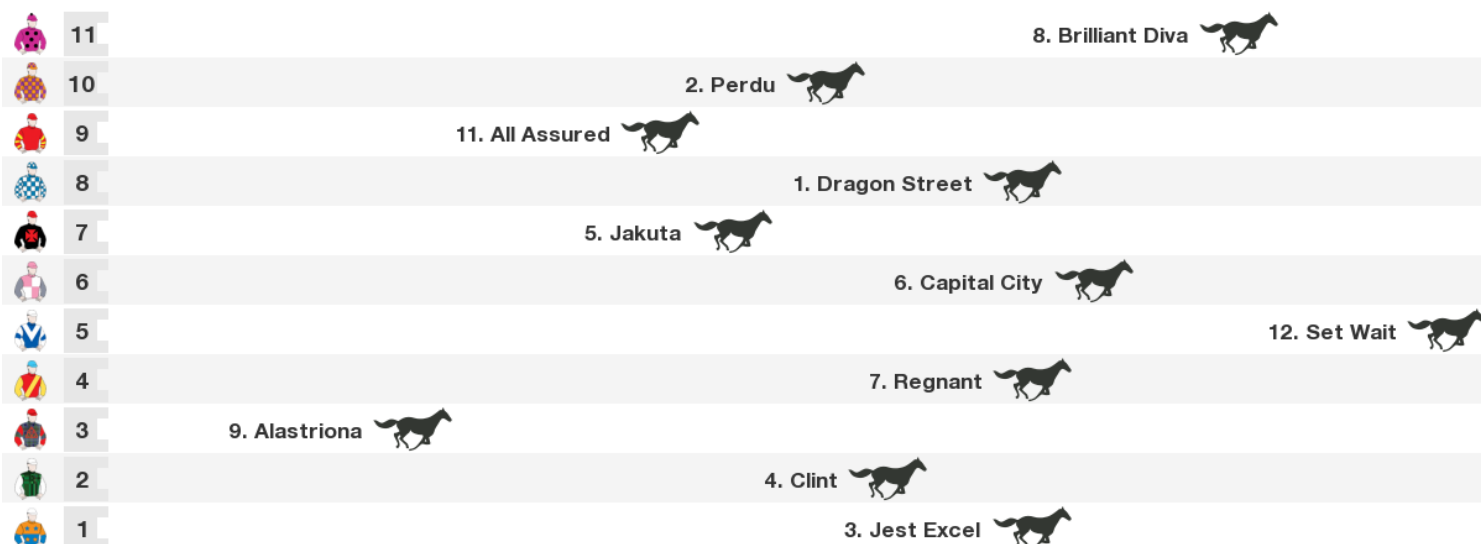 11 8. Brilliant Diva
10 2. Perdu
9 11. All Assured
8 1. Dragon Street
7 5. Jakuta
6 6. Capital City
5 12. Set Wait
4 7. Regnant
3 9. Alastriona
2 4. Clint
1 3. Jest Excel